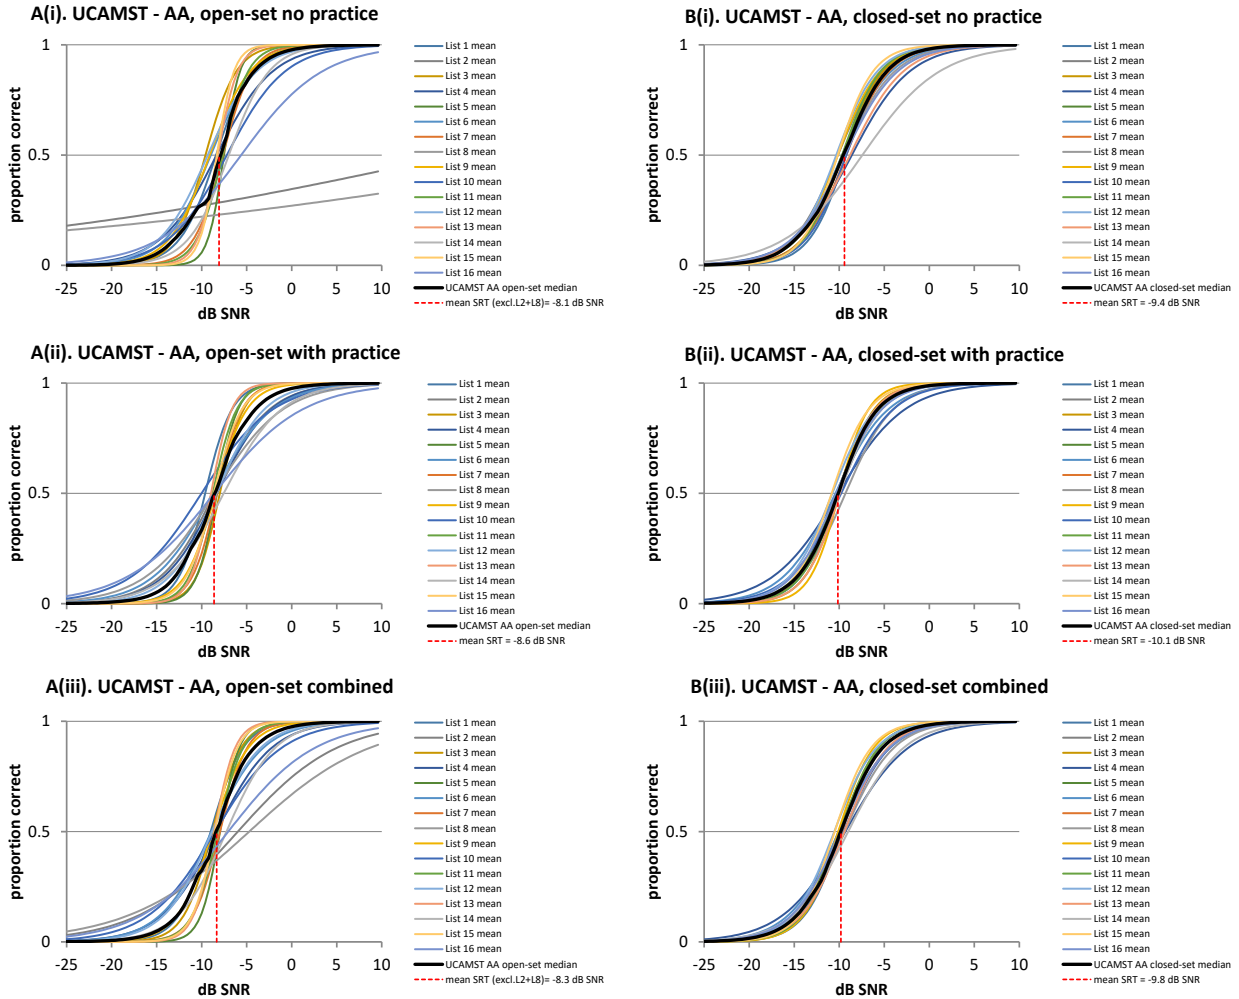 A(i). UCAMST - AA, open-set no practice
proportion correct
1
0.5
0
-25 -20 -15 -10 -5 0 5 10
dB SNR
List 1 mean
List 2 mean
List 3 mean
List 4 mean
List 5 mean
List 6 mean
List 7 mean
List 8 mean
List 9 mean
List 10 mean
List 11 mean
List 12 mean
List 13 mean
List 14 mean
List 15 mean
List 16 mean
UCAMST AA open-set median
mean SRT (excl.L2+L8)= -8.1 dB SNR
B(i). UCAMST - AA, closed-set no practice
proportion correct
1
0.5
0
-25 -20 -15 -10 -5 0 5 10
dB SNR
List 1 mean
List 2 mean
List 3 mean
List 4 mean
List 5 mean
List 6 mean
List 7 mean
List 8 mean
List 9 mean
List 10 mean
List 11 mean
List 12 mean
List 13 mean
List 14 mean
List 15 mean
List 16 mean
UCAMST AA closed-set median
mean SRT = -9.4 dB SNR
A(ii). UCAMST - AA, open-set with practice
proportion correct
1
0.5
0
-25 -20 -15 -10 -5 0 5 10
dB SNR
List 1 mean
List 2 mean
List 3 mean
List 4 mean
List 5 mean
List 6 mean
List 7 mean
List 8 mean
List 9 mean
List 10 mean
List 11 mean
List 12 mean
List 13 mean
List 14 mean
List 15 mean
List 16 mean
UCAMST AA open-set median
mean SRT = -8.6 dB SNR
B(ii). UCAMST - AA, closed-set with practice
proportion correct
1
0.5
0
-25 -20 -15 -10 -5 0 5 10
dB SNR
List 1 mean
List 2 mean
List 3 mean
List 4 mean
List 5 mean
List 6 mean
List 7 mean
List 8 mean
List 9 mean
List 10 mean
List 11 mean
List 12 mean
List 13 mean
List 14 mean
List 15 mean
List 16 mean
UCAMST AA closed-set median
mean SRT = -10.1 dB SNR
A(iii). UCAMST - AA, open-set combined
proportion correct
1
0.5
0
-25 -20 -15 -10 -5 0 5 10
dB SNR
List 1 mean
List 2 mean
List 3 mean
List 4 mean
List 5 mean
List 6 mean
List 7 mean
List 8 mean
List 9 mean
List 10 mean
List 11 mean
List 12 mean
List 13 mean
List 14 mean
List 15 mean
List 16 mean
UCAMST AA open-set median
mean SRT (excl.L2+L8)= -8.3 dB SNR
B(iii). UCAMST - AA, closed-set combined
proportion correct
1
0.5
0
-25 -20 -15 -10 -5 0 5 10
dB SNR
List 1 mean
List 2 mean
List 3 mean
List 4 mean
List 5 mean
List 6 mean
List 7 mean
List 8 mean
List 9 mean
List 10 mean
List 11 mean
List 12 mean
List 13 mean
List 14 mean
List 15 mean
List 16 mean
UCAMST AA closed-set median
mean SRT = -9.8 dB SNR